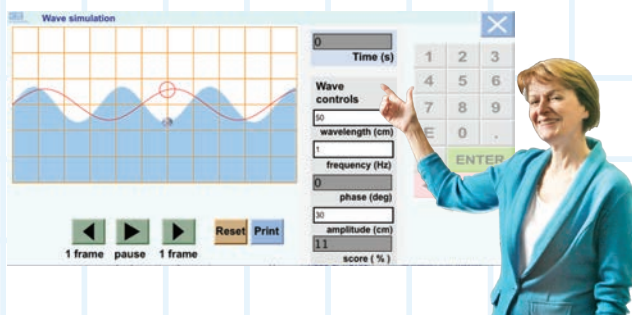 Wave simulation
0
Time (s)
Wave
controls
50
wavelength (cm)
1
frequency (Hz)
0
phase (deg)
30
amplitude (cm)
11
score ( % )
1 2 3
4 5 6
7 8 9
E 0 .
ENTER
Reset Print
1 frame pause 1 frame